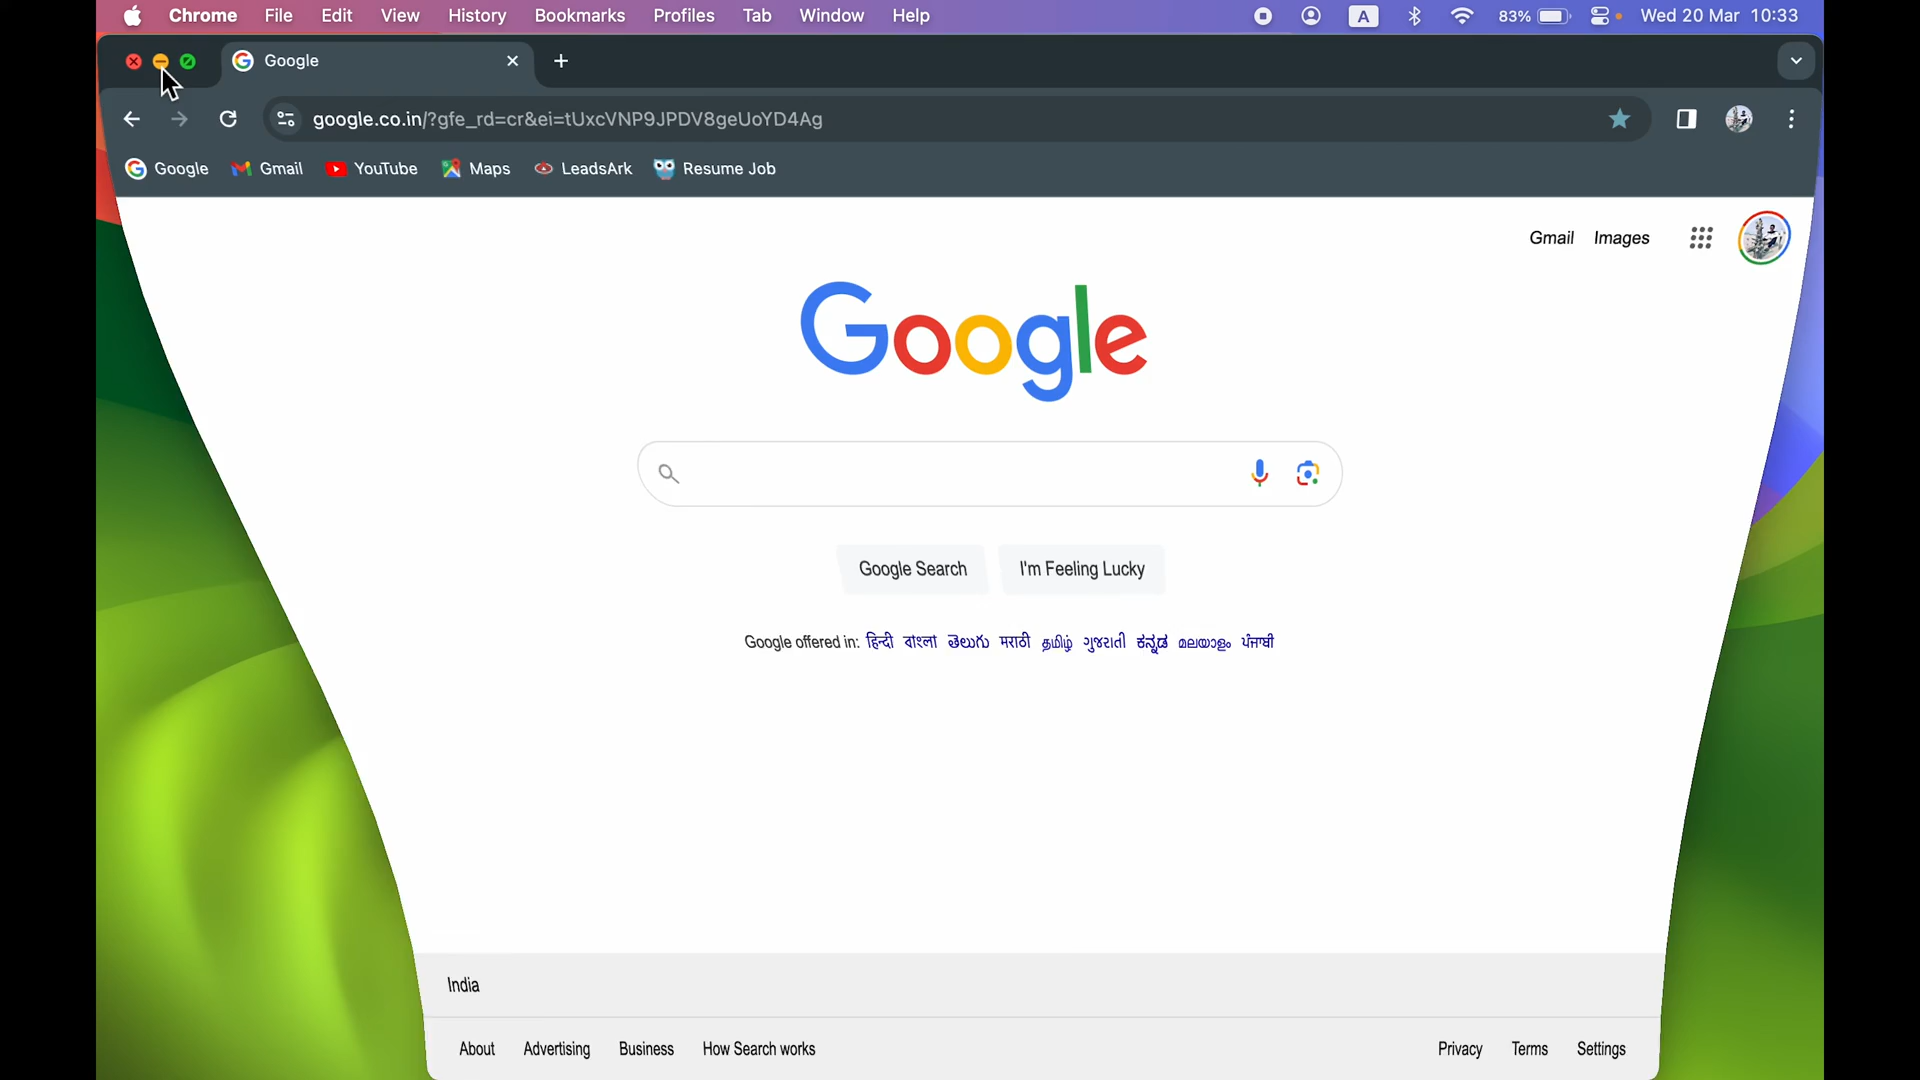 Chrome File Edit View History Bookmarks Profiles Tab Window Help A 83% Wed 20 Mar 10:33
Google
google.co.in/?gfe_rd=cr&ei=tUxcVNP9JPDV8geUoYD4Ag
Google Gmail YouTube Maps LeadsArk Resume Job
Gmail Images
Google
Google Search I'm Feeling Lucky
Google offered in: हिन्दी বাংলা తెలుగు मराठी தமிழ் ગુજરાતી ಕನ್ನಡ മലയാളം ਪੰਜਾਬੀ
India
About Advertising Business How Search works Privacy Terms Settings